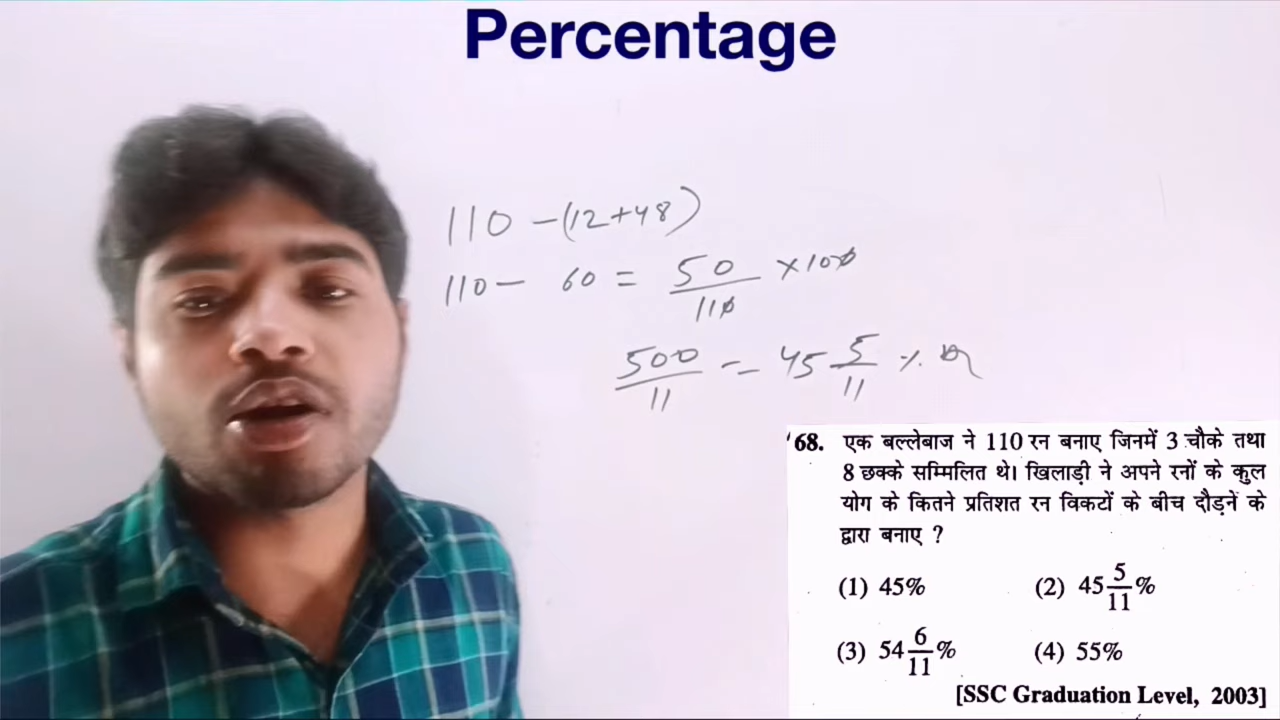 Percentage
110 – (12+48)
110 – 60 = 50/110 × 100
500/11 = 45 5/11 %
68. एक बल्लेबाज ने 110 रन बनाए जिनमें 3 चौके तथा
8 छक्के सम्मिलित थे। खिलाड़ी ने अपने रनों के कुल
योग के कितने प्रतिशत रन विकटों के बीच दौड़नें के
द्वारा बनाए ?
(1) 45% (2) 45 5/11 %
(3) 54 6/11 % (4) 55%
[SSC Graduation Level, 2003]